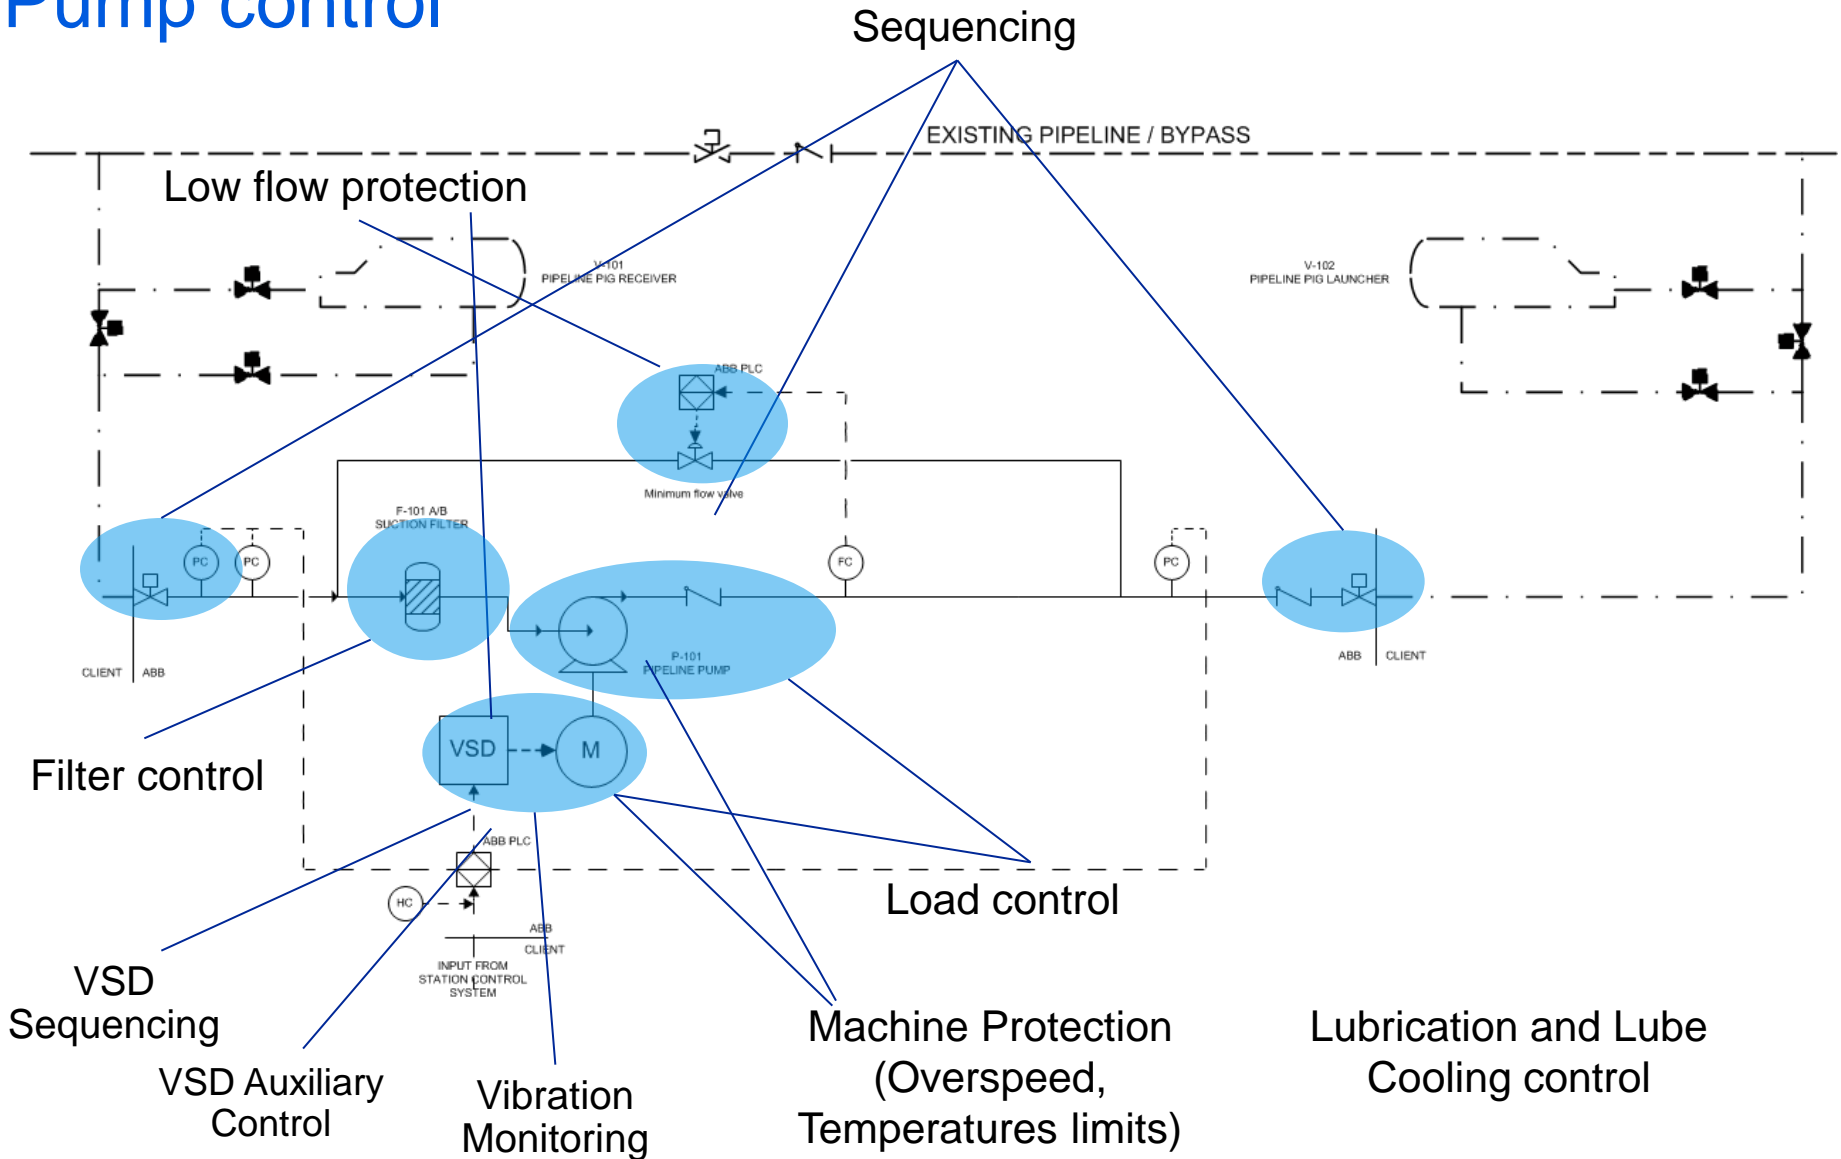 Pump control
Sequencing
EXISTING PIPELINE / BYPASS
Low flow protection
V-101
PIPELINE PIG RECEIVER
V-102
PIPELINE PIG LAUNCHER
ABB PLC
Minimum flow valve
F-101 A/B
SUCTION FILTER
PC
PC
FC
PC
CLIENT
ABB
P-101
PIPELINE PUMP
ABB
CLIENT
VSD
M
Filter control
ABB PLC
HC
ABB
CLIENT
INPUT FROM
STATION CONTROL
SYSTEM
Load control
VSD
Sequencing
VSD Auxiliary
Control
Vibration
Monitoring
Machine Protection
(Overspeed,
Temperatures limits)
Lubrication and Lube
Cooling control